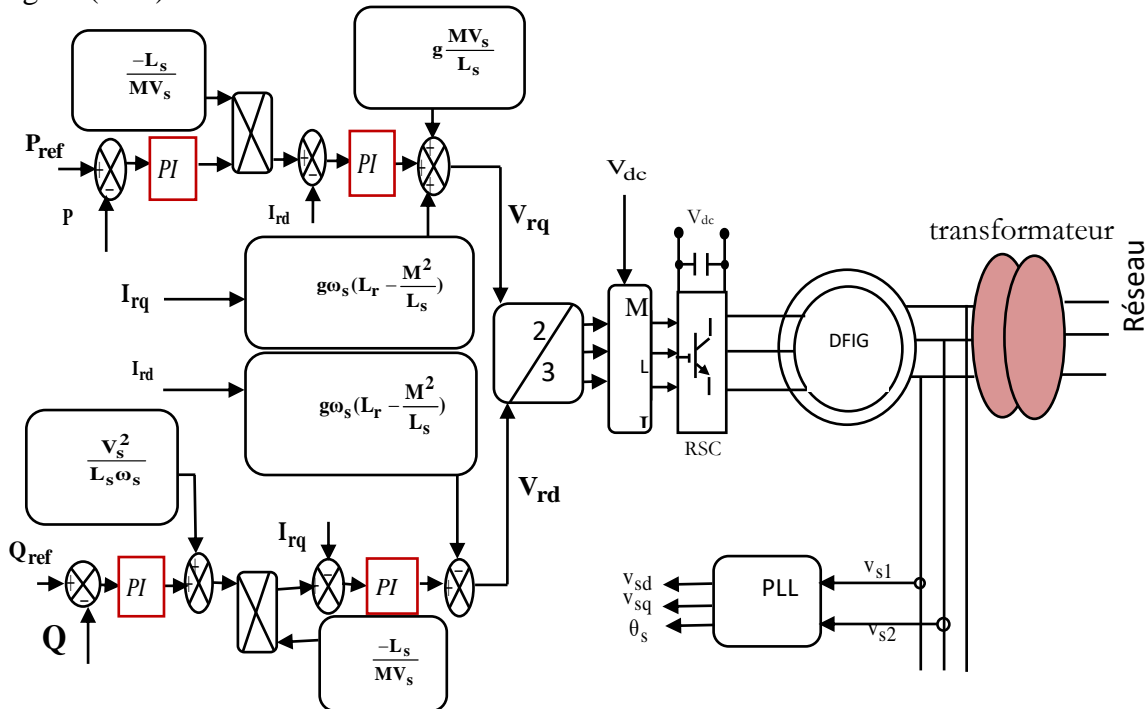 −L_s / MV_s
g MV_s / L_s
P_ref
PI
PI
P
I_rd
V_rq
I_rq
gω_s(L_r − M² / L_s)
I_rd
gω_s(L_r − M² / L_s)
V_s² / L_sω_s
V_rd
I_rq
Q_ref
PI
PI
Q
−L_s / MV_s
2
3
V_dc
M
L
I
V_dc
RSC
DFIG
transformateur
Réseau
PLL
v_sd
v_sq
θ_s
v_s1
v_s2